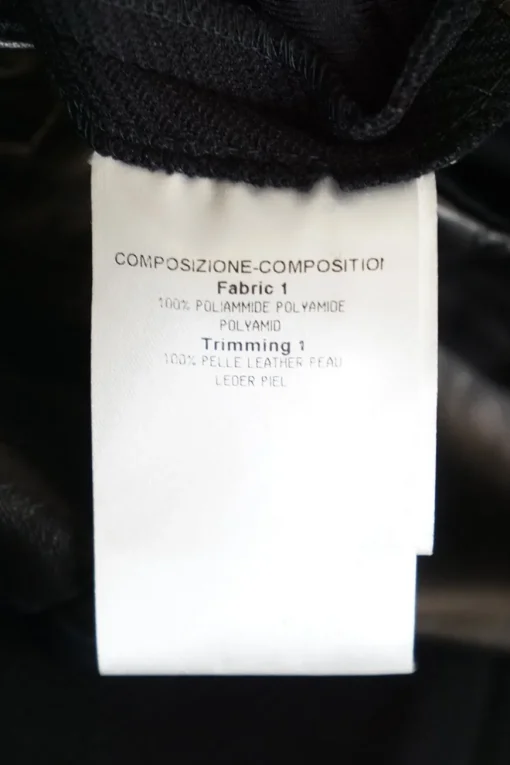 COMPOSIZIONE-COMPOSITION
Fabric 1
100% POLIAMMIDE POLYAMIDE
POLYAMID
Trimming 1
100% PELLE LEATHER PEAU
LEDER PIEL